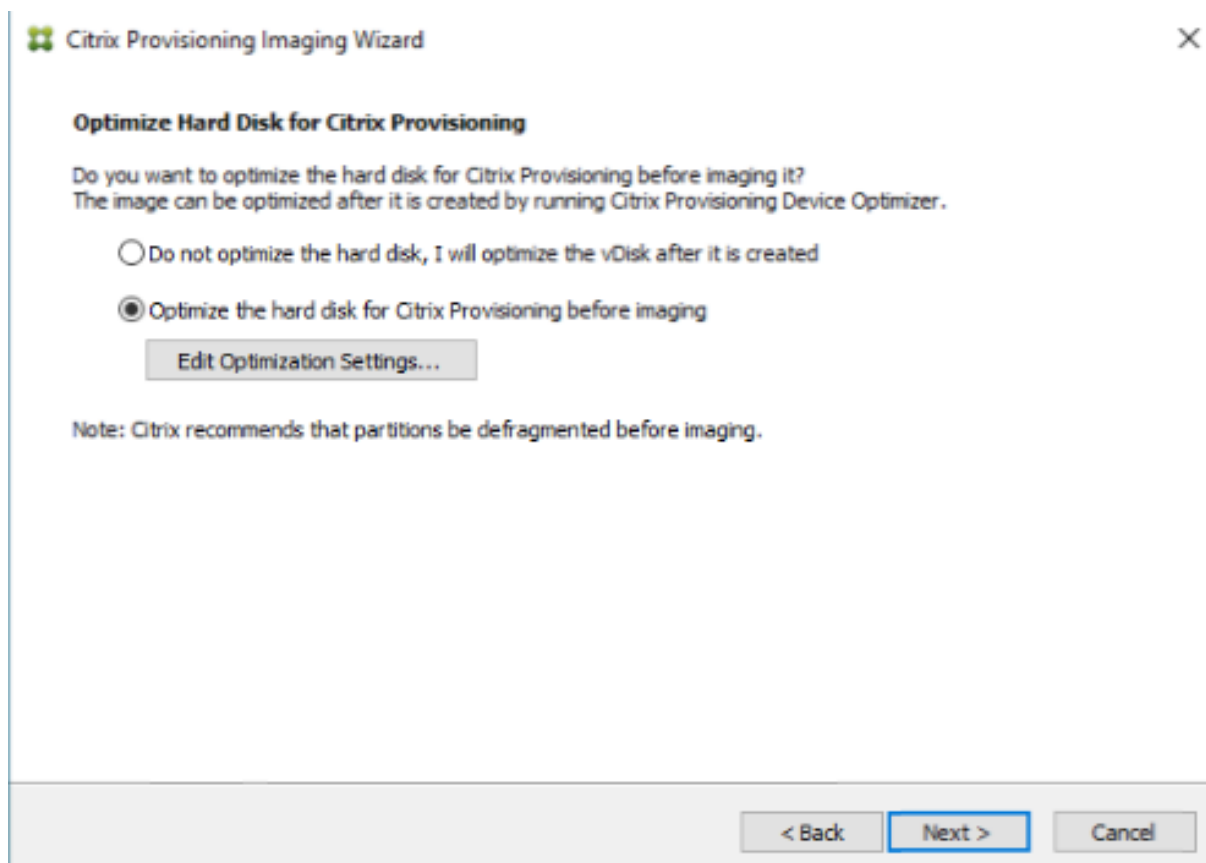 Citrix Provisioning Imaging Wizard
Optimize Hard Disk for Citrix Provisioning
Do you want to optimize the hard disk for Citrix Provisioning before imaging it?
The image can be optimized after it is created by running Citrix Provisioning Device Optimizer.
Do not optimize the hard disk, I will optimize the vDisk after it is created
Optimize the hard disk for Citrix Provisioning before imaging
Edit Optimization Settings...
Note: Citrix recommends that partitions be defragmented before imaging.
< Back Next > Cancel